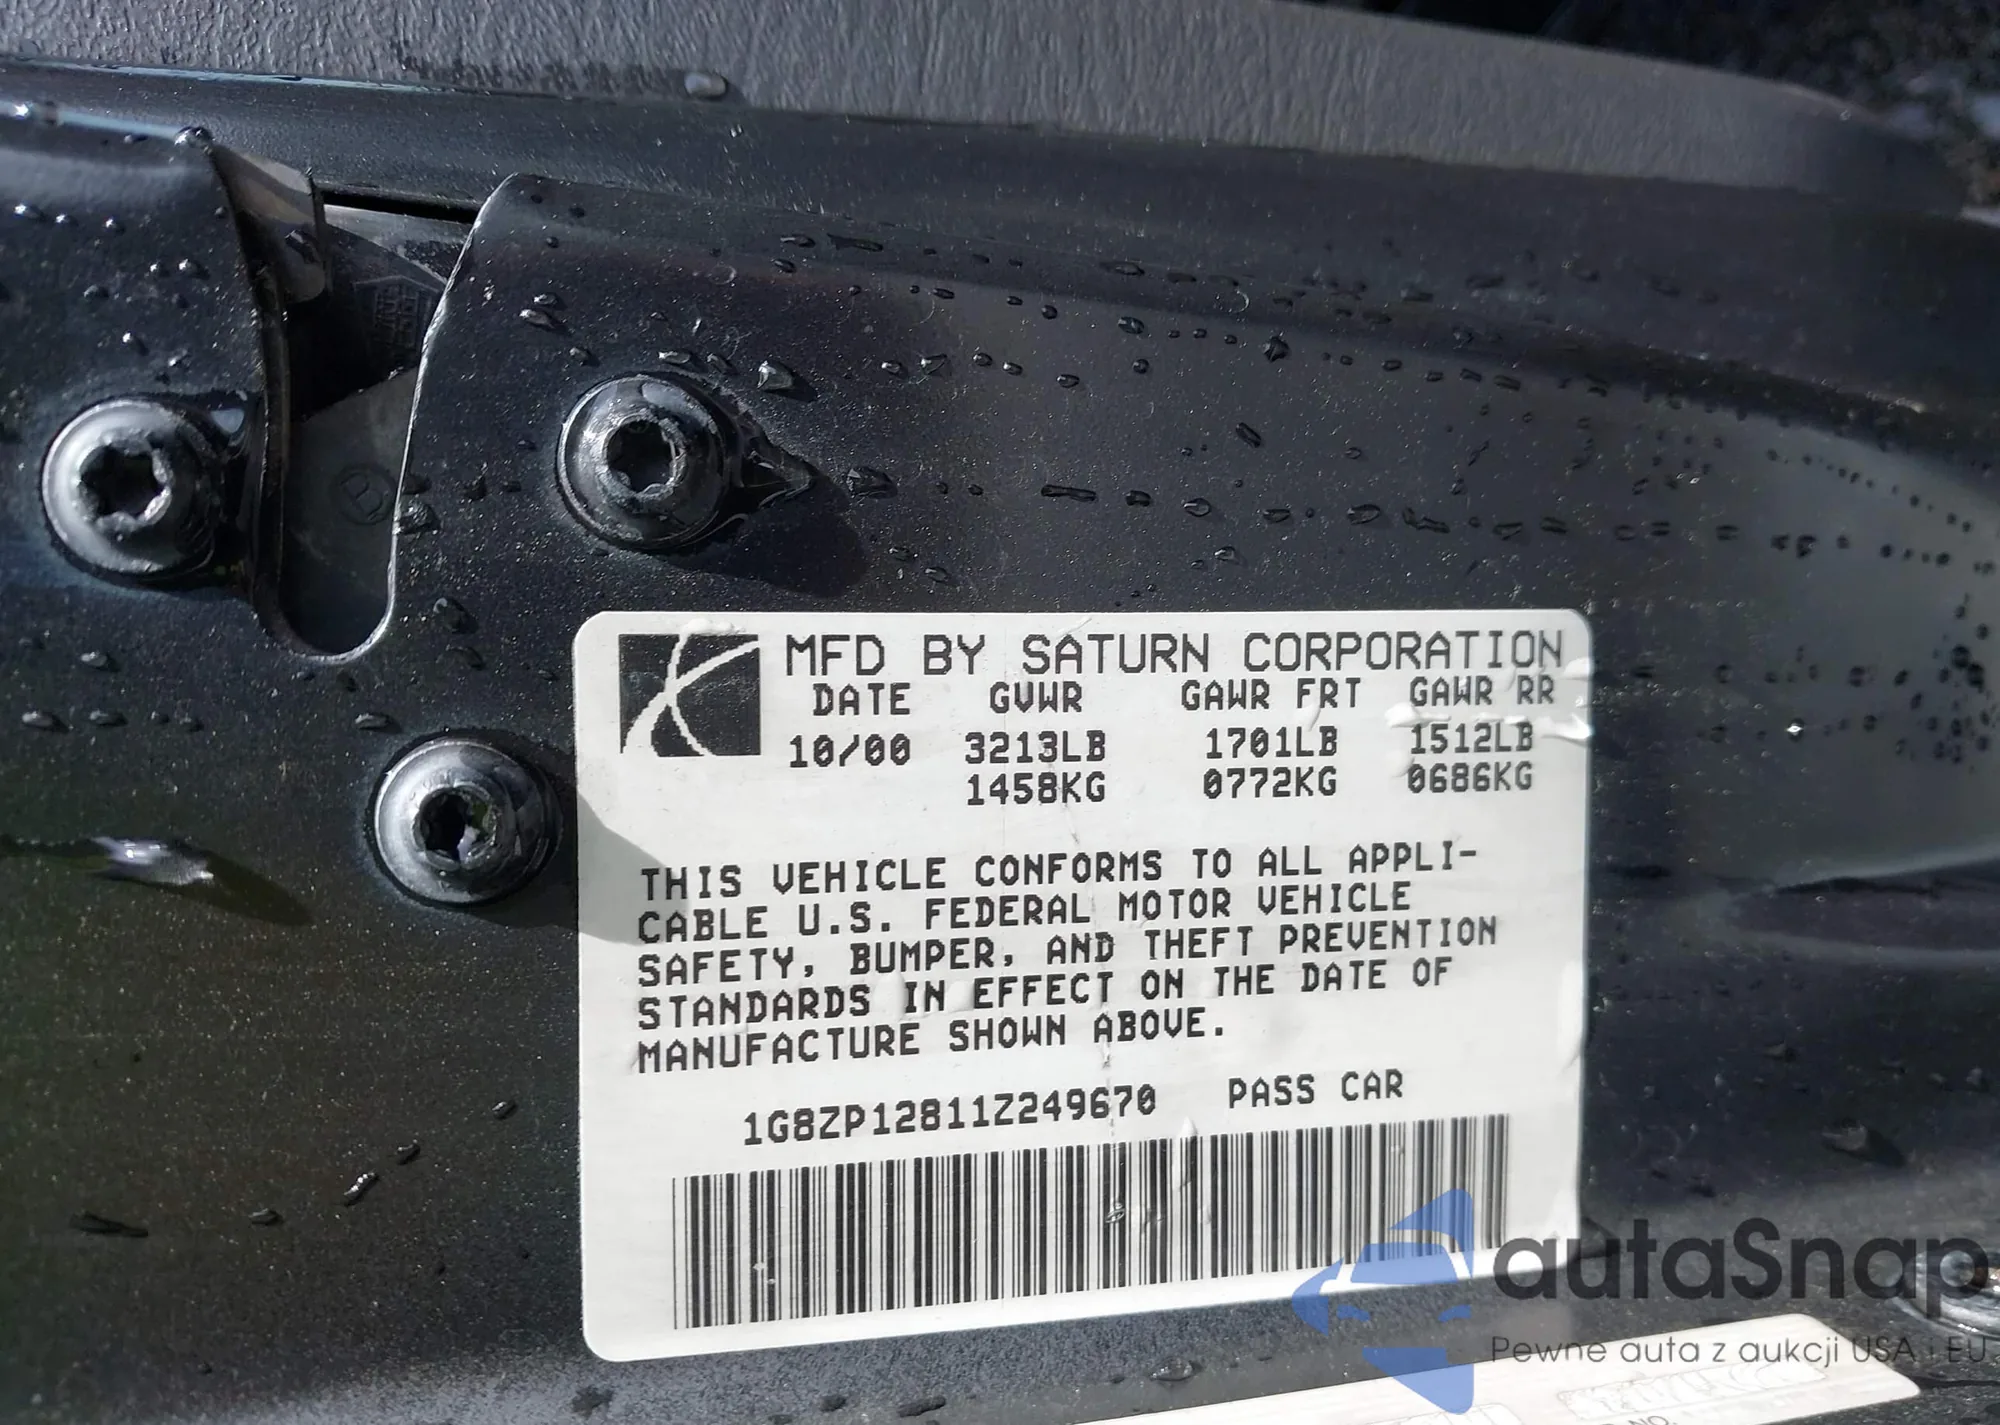 MFD BY SATURN CORPORATION
DATE GVWR GAWR FRT GAWR RR
10/00 3213LB 1701LB 1512LB
1458KG 0772KG 0686KG
THIS VEHICLE CONFORMS TO ALL APPLI-
CABLE U.S. FEDERAL MOTOR VEHICLE
SAFETY, BUMPER, AND THEFT PREVENTION
STANDARDS IN EFFECT ON THE DATE OF
MANUFACTURE SHOWN ABOVE.
1G8ZP12811Z249670 PASS CAR
B
autaSnap
Pewne auta z aukcji USA i EU
NO.